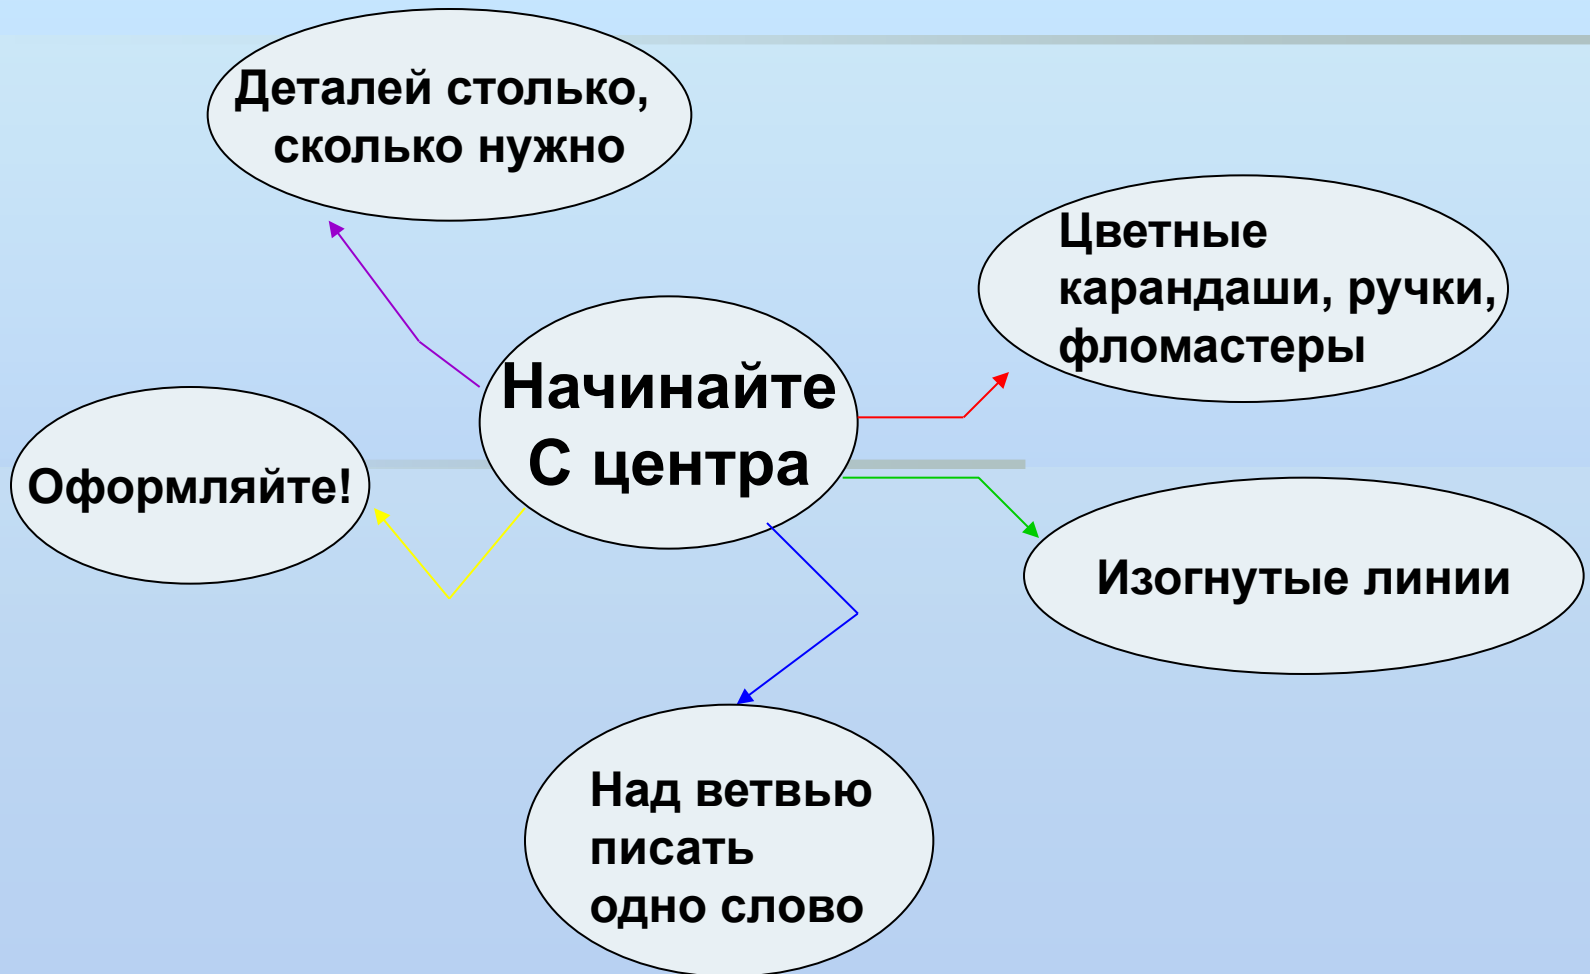 Деталей столько,
сколько нужно
Цветные
карандаши, ручки,
фломастеры
Начинайте
С центра
Оформляйте!
Изогнутые линии
Над ветвью
писать
одно слово